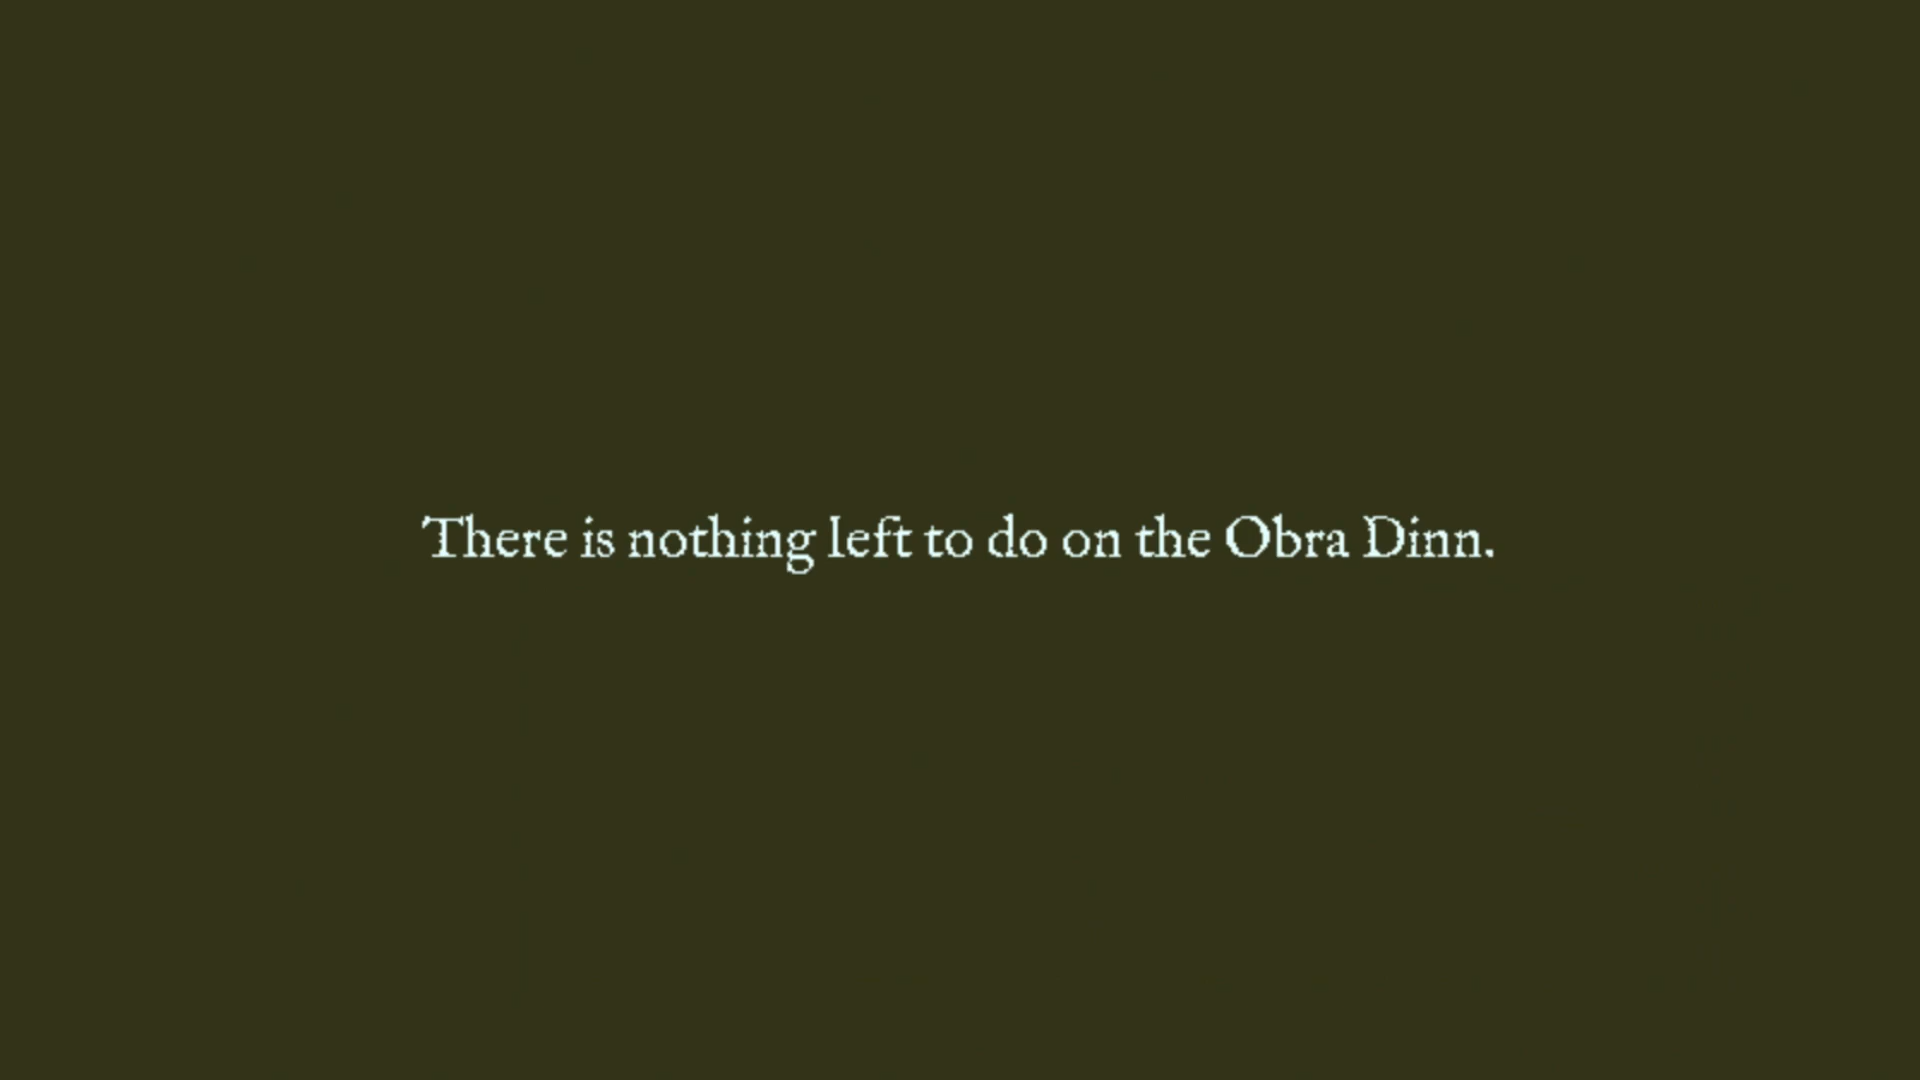 There is nothing left to do on the Obra Dinn.